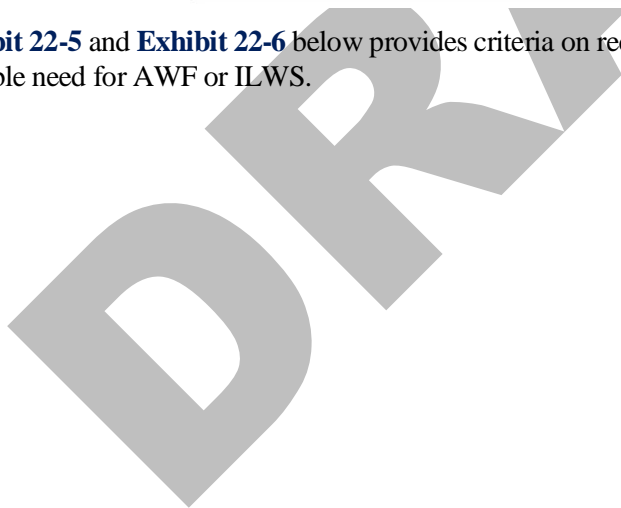 bit 22-5 and Exhibit 22-6 below provides criteria on rec
ble need for AWF or ILWS.
DRA